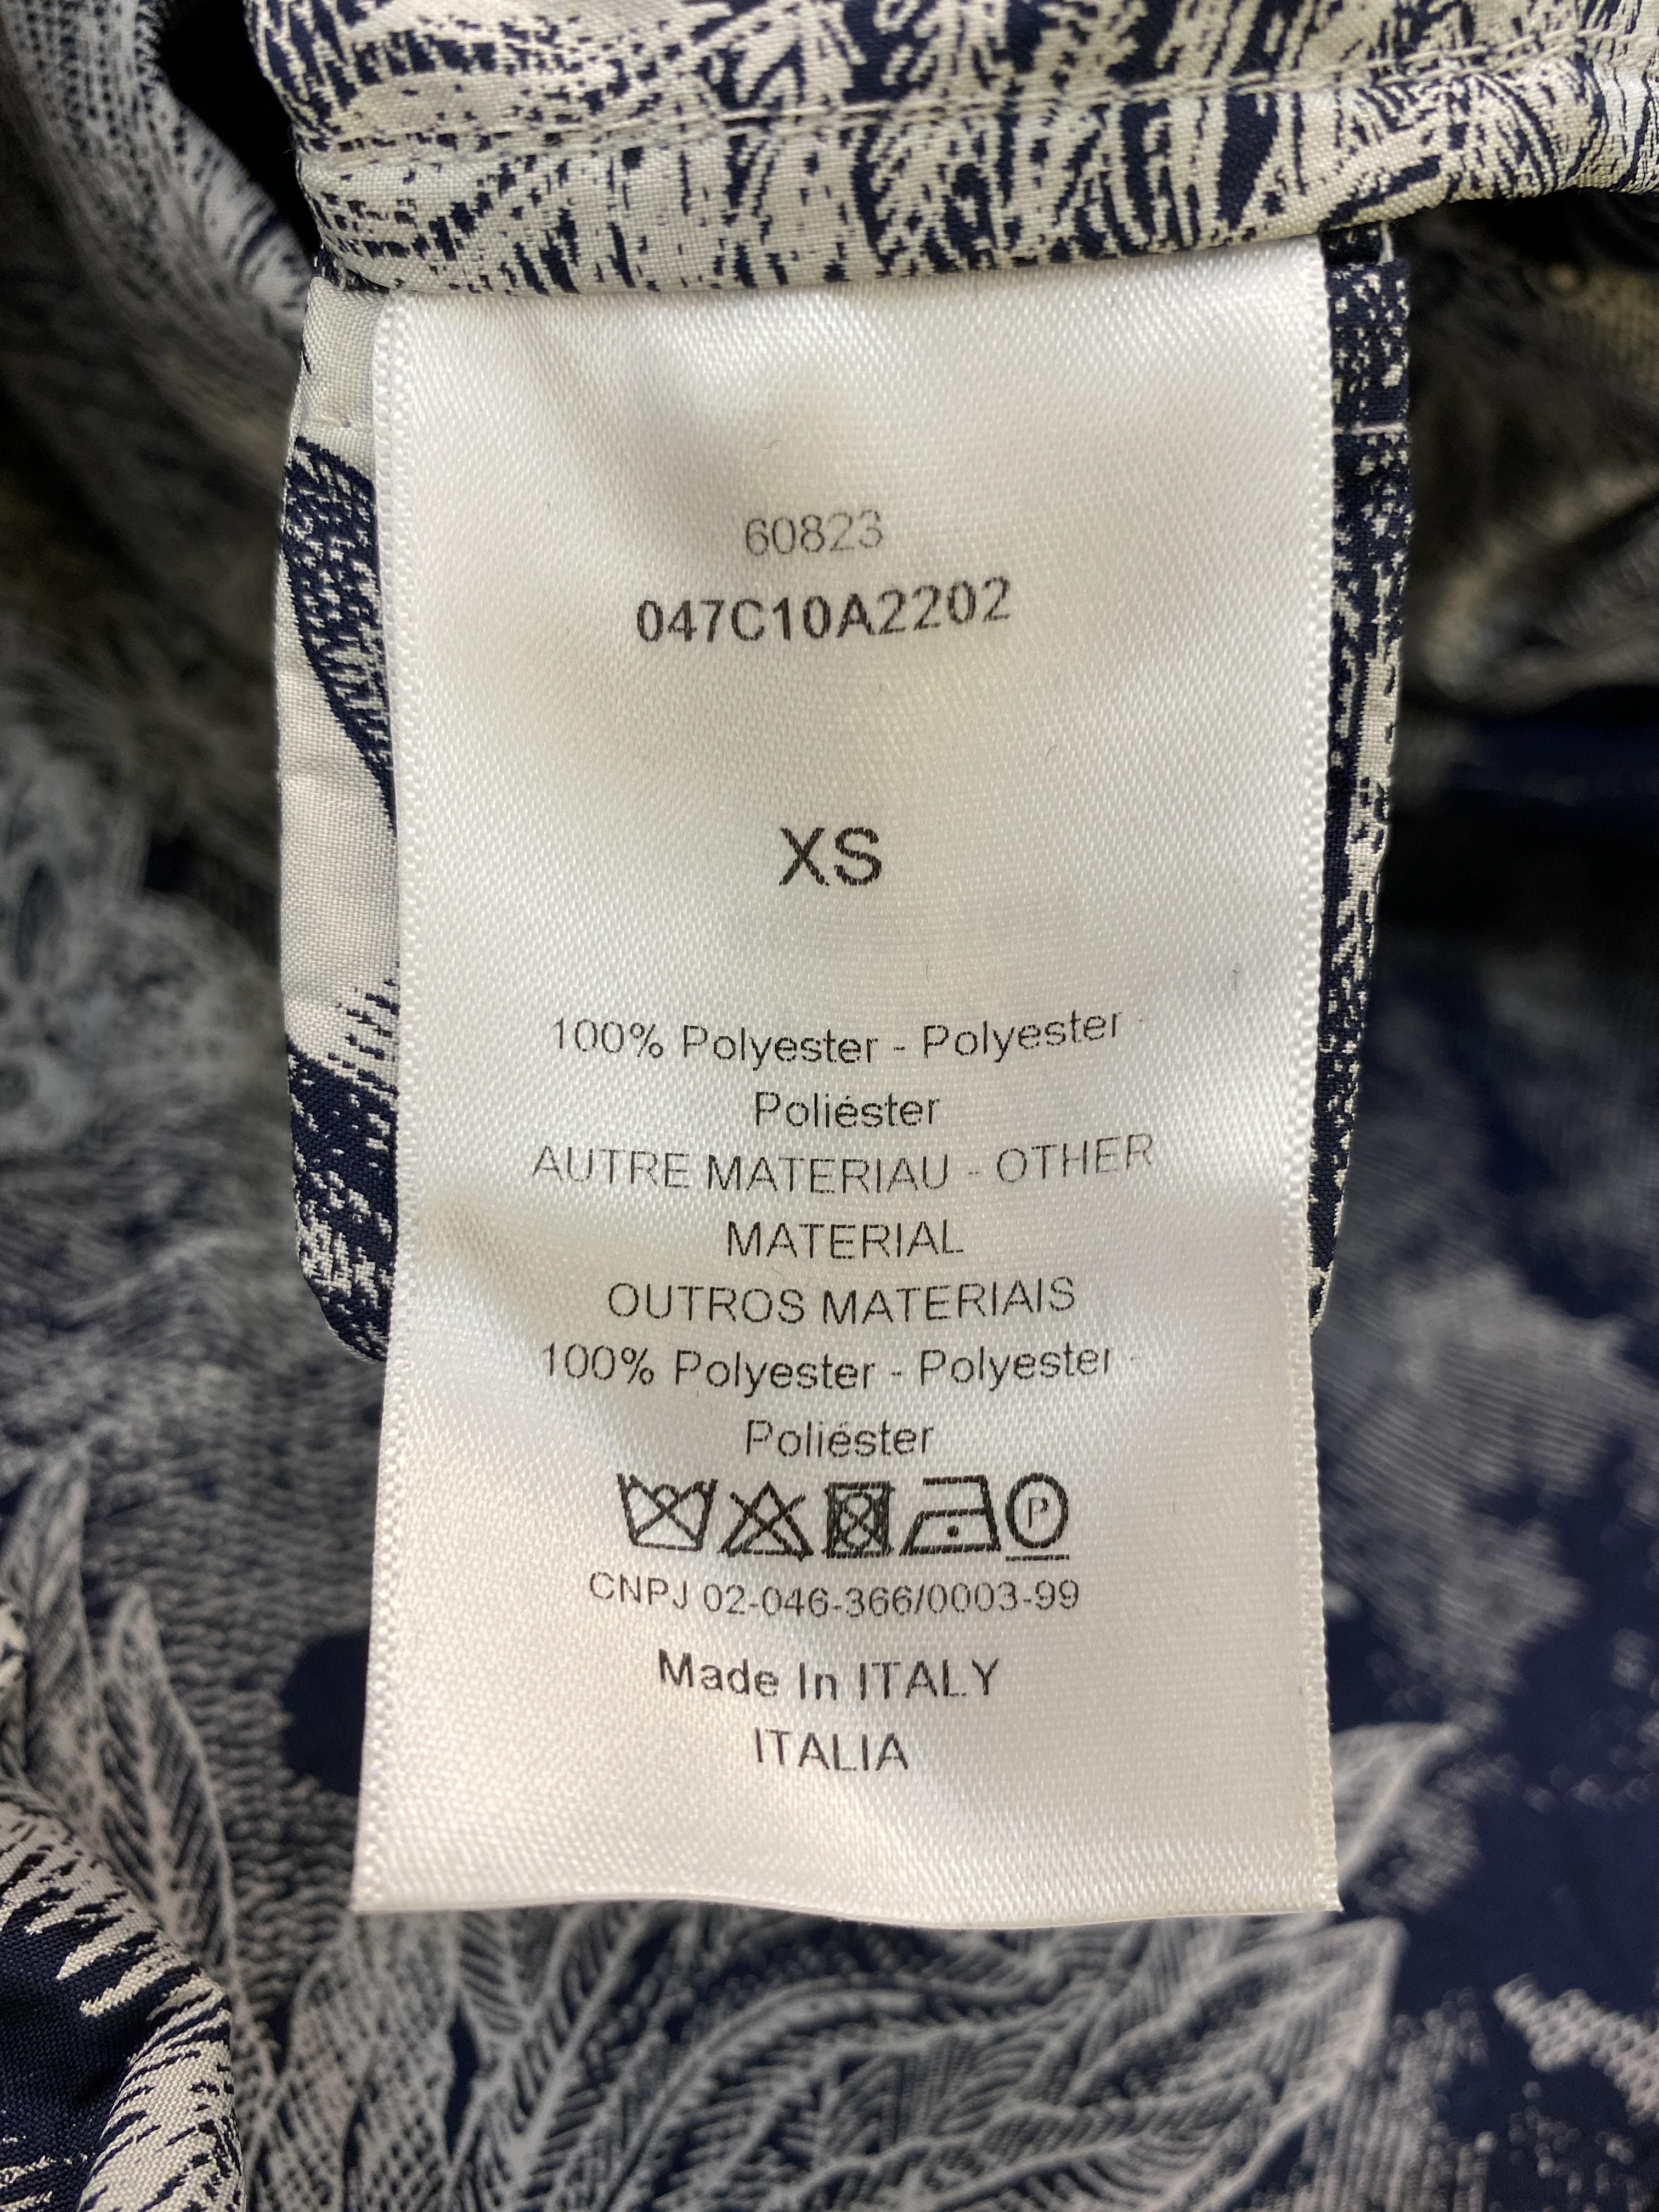 60823
047C10A2202
XS
100% Polyester - Polyester -
Poliéster
AUTRE MATERIAU - OTHER
MATERIAL
OUTROS MATERIAIS
100% Polyester - Polyester -
Poliéster
P
CNPJ 02-046-366/0003-99
Made In ITALY
ITALIA